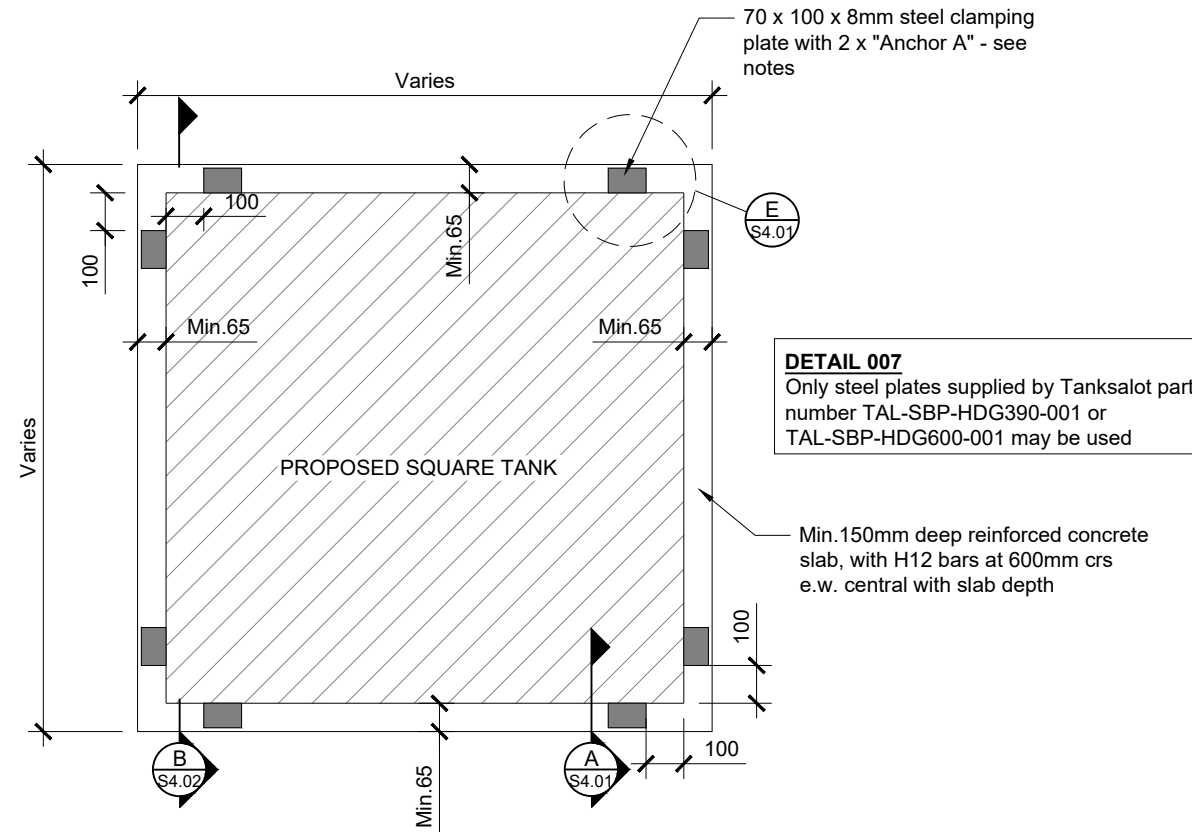 70 x 100 x 8mm steel clamping
plate with 2 x "Anchor A" - see
notes
Varies
100
E
S4.01
Min.65
100
Min.65
Min.65
DETAIL 007
Only steel plates supplied by Tanksalot part
number TAL-SBP-HDG390-001 or
TAL-SBP-HDG600-001 may be used
Varies
PROPOSED SQUARE TANK
Min.150mm deep reinforced concrete
slab, with H12 bars at 600mm crs
e.w. central with slab depth
100
B
S4.02
A
S4.01
100
Min.65